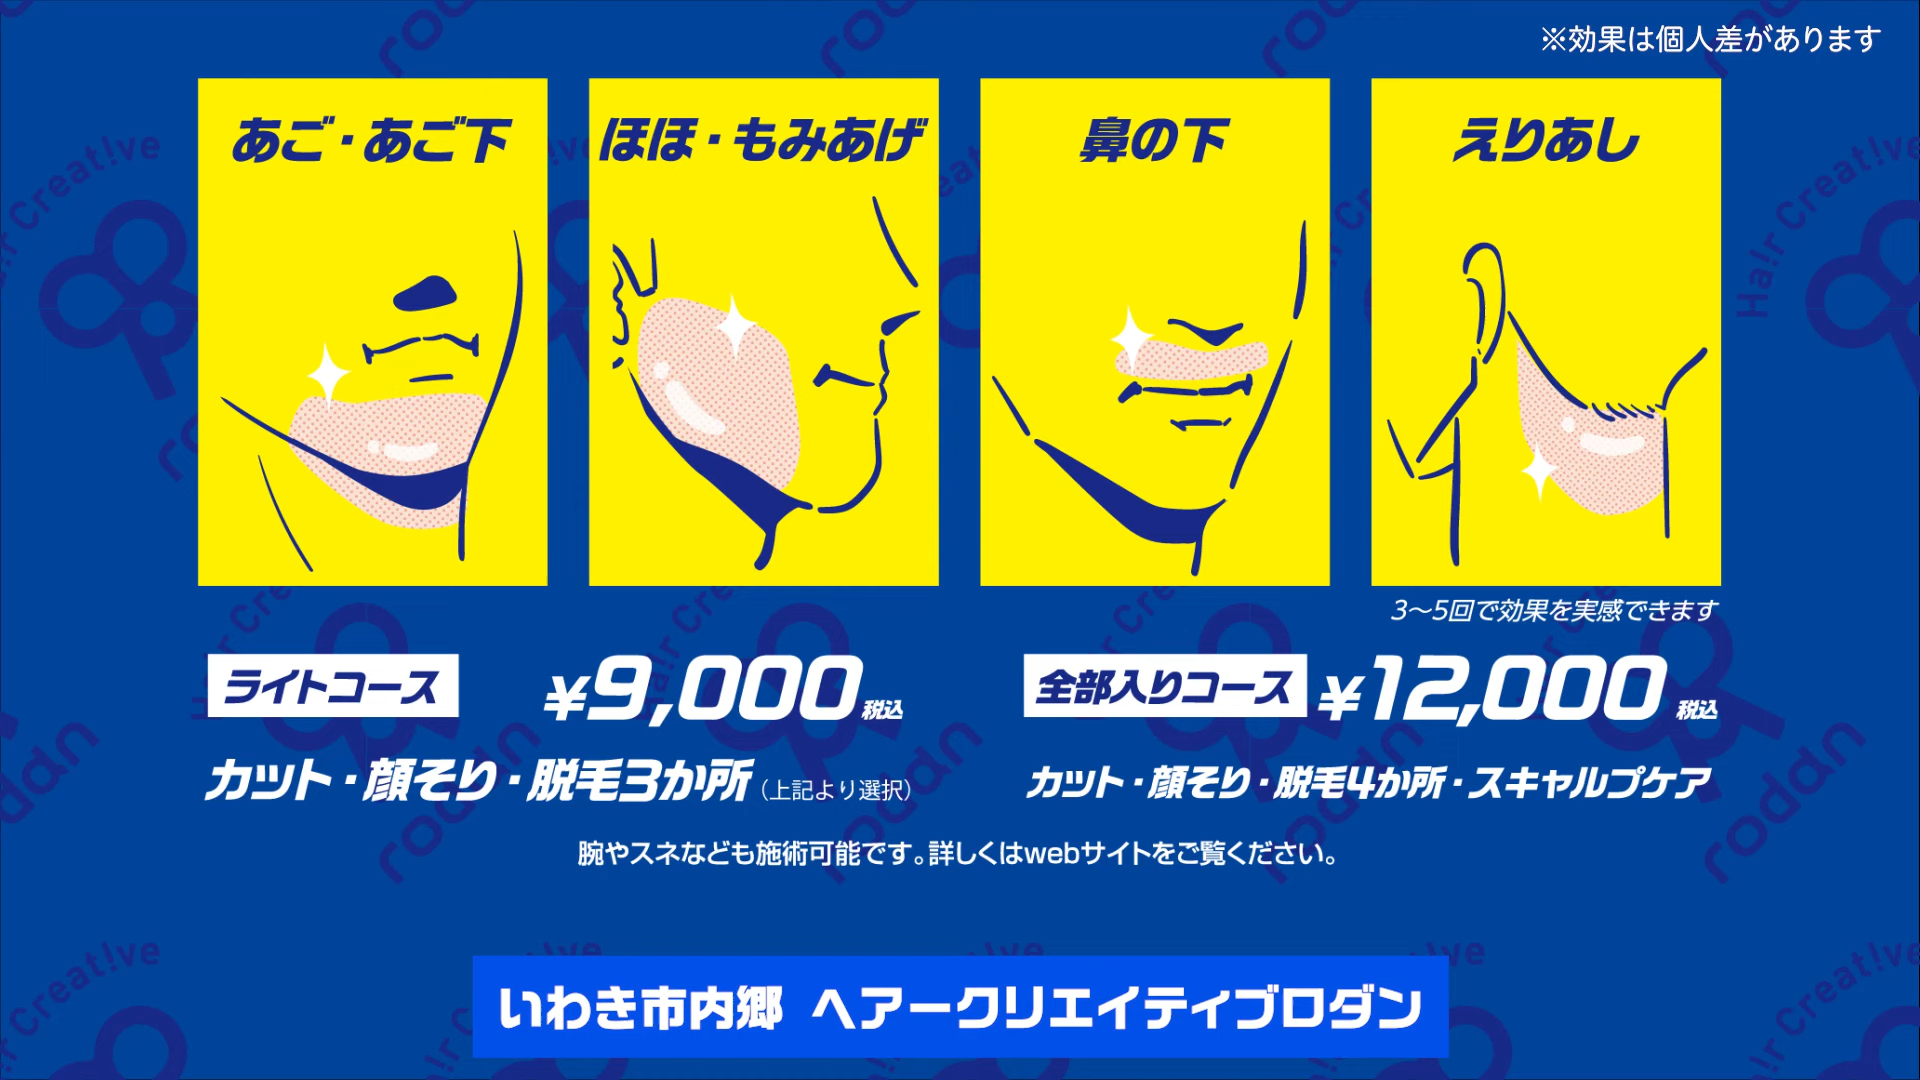 ※効果は個人差があります
あご・あご下
ほほ・もみあげ
鼻の下
えりあし
3〜5回で効果を実感できます
ライトコース ¥9,000 税込
カット・顔そり・脱毛3か所（上記より選択）
全部入りコース ¥12,000 税込
カット・顔そり・脱毛4か所・スキャルプケア
腕やスネなども施術可能です。詳しくはwebサイトをご覧ください。
いわき市内郷 ヘアークリエイティブロダン
Ha!r Creat!ve
roddn